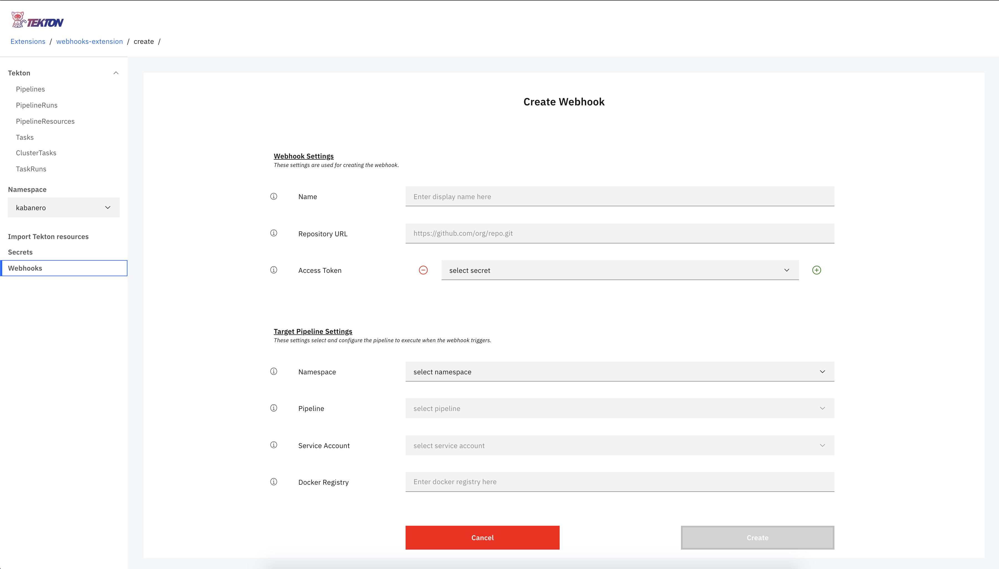 TEKTON
Extensions / webhooks-extension / create /
Tekton
Pipelines
PipelineRuns
PipelineResources
Tasks
ClusterTasks
TaskRuns
Namespace
kabanero
Import Tekton resources
Secrets
Webhooks
Create Webhook
Webhook Settings
These settings are used for creating the webhook.
Name Enter display name here
Repository URL https://github.com/org/repo.git
Access Token select secret
Target Pipeline Settings
These settings select and configure the pipeline to execute when the webhook triggers.
Namespace select namespace
Pipeline select pipeline
Service Account select service account
Docker Registry Enter docker registry here
Cancel Create